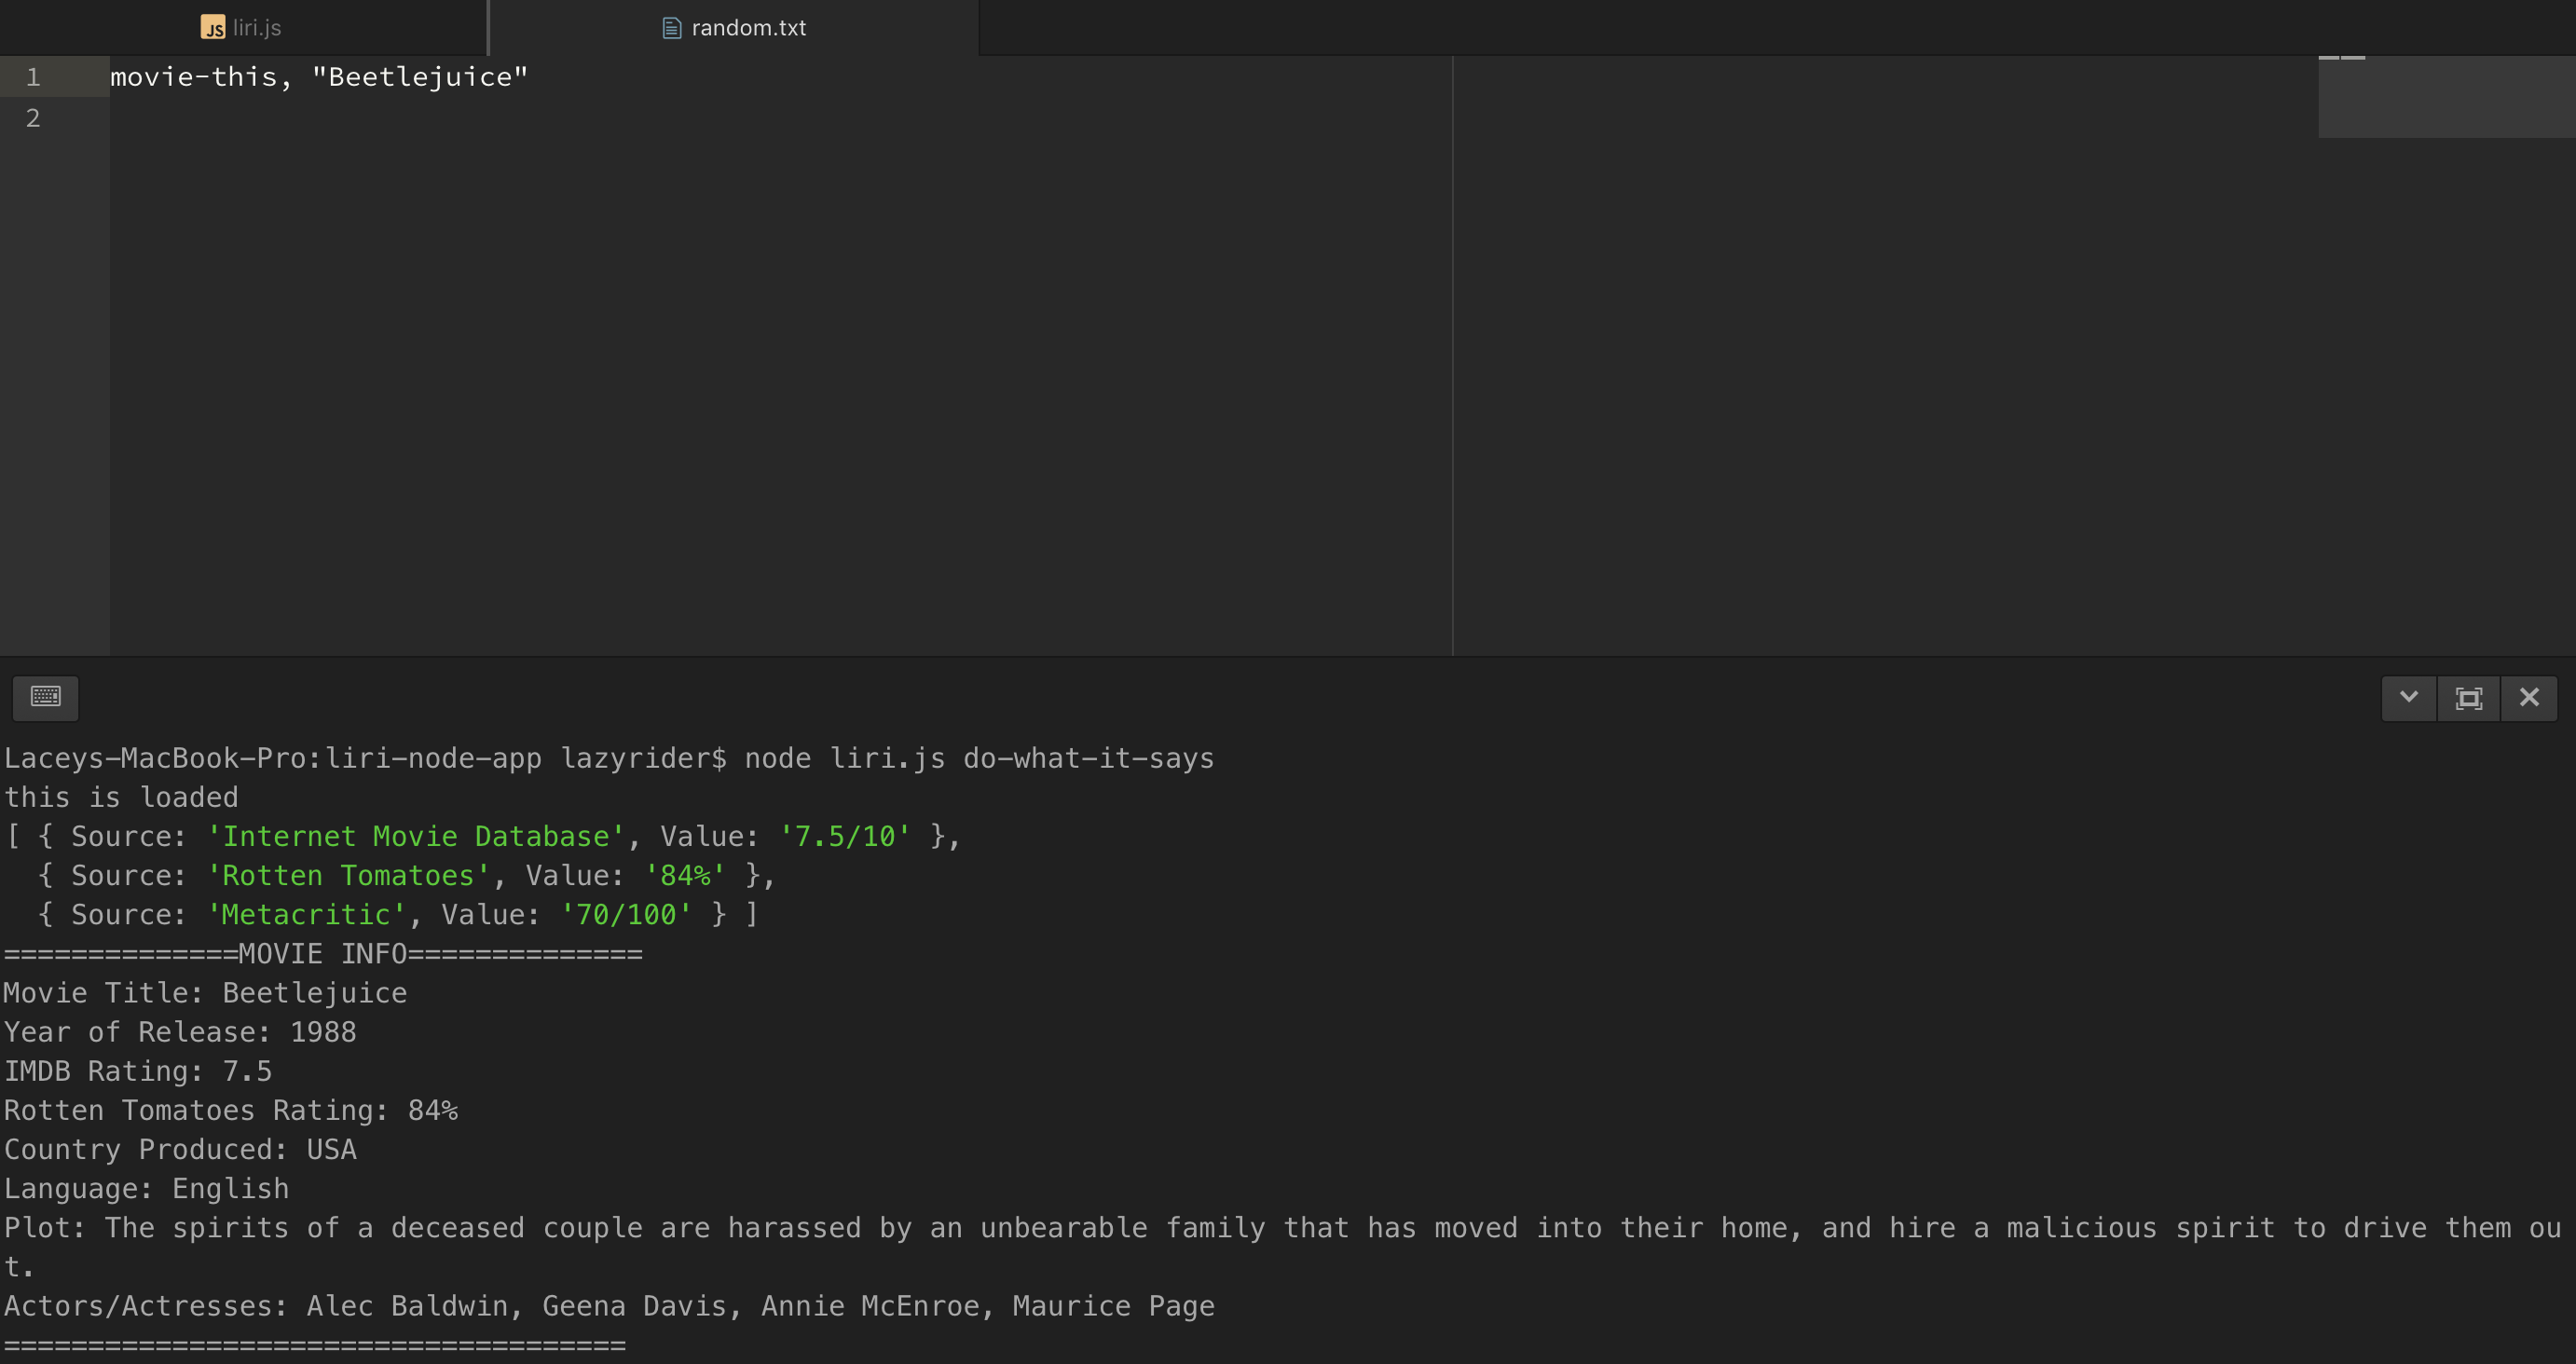 JS liri.js
random.txt
1 movie-this, "Beetlejuice"
2
Laceys-MacBook-Pro:liri-node-app lazyrider$ node liri.js do-what-it-says
this is loaded
[ { Source: 'Internet Movie Database', Value: '7.5/10' },
  { Source: 'Rotten Tomatoes', Value: '84%' },
  { Source: 'Metacritic', Value: '70/100' } ]
==============MOVIE INFO==============
Movie Title: Beetlejuice
Year of Release: 1988
IMDB Rating: 7.5
Rotten Tomatoes Rating: 84%
Country Produced: USA
Language: English
Plot: The spirits of a deceased couple are harassed by an unbearable family that has moved into their home, and hire a malicious spirit to drive them ou
t.
Actors/Actresses: Alec Baldwin, Geena Davis, Annie McEnroe, Maurice Page
=====================================